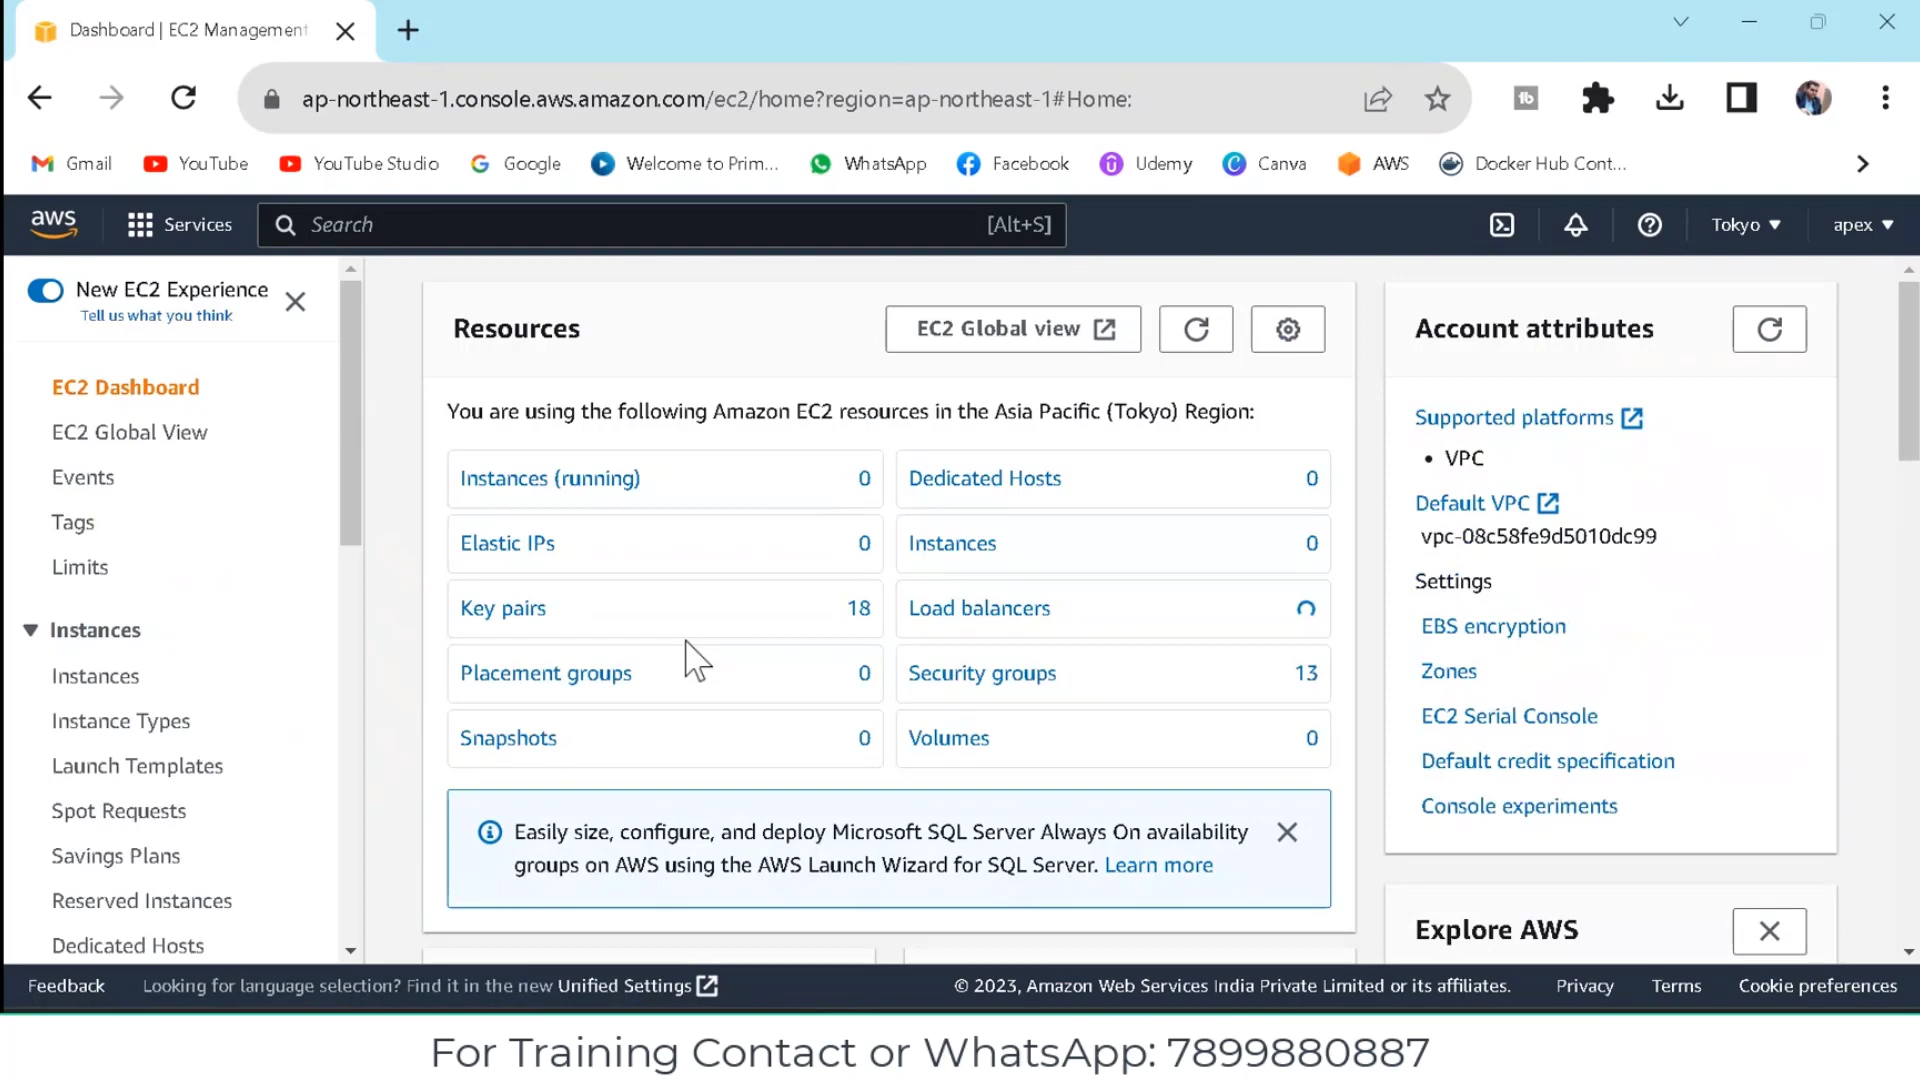 Dashboard | EC2 Management
ap-northeast-1.console.aws.amazon.com/ec2/home?region=ap-northeast-1#Home:
Gmail YouTube YouTube Studio Google Welcome to Prim... WhatsApp Facebook Udemy Canva AWS Docker Hub Cont...
aws Services Search [Alt+S] Tokyo apex
New EC2 Experience
Tell us what you think
EC2 Dashboard
EC2 Global View
Events
Tags
Limits
Instances
Instances
Instance Types
Launch Templates
Spot Requests
Savings Plans
Reserved Instances
Dedicated Hosts
Resources EC2 Global view
You are using the following Amazon EC2 resources in the Asia Pacific (Tokyo) Region:
Instances (running) 0 Dedicated Hosts 0
Elastic IPs 0 Instances 0
Key pairs 18 Load balancers
Placement groups 0 Security groups 13
Snapshots 0 Volumes 0
Easily size, configure, and deploy Microsoft SQL Server Always On availability
groups on AWS using the AWS Launch Wizard for SQL Server. Learn more
Account attributes
Supported platforms
• VPC
Default VPC
vpc-08c58fe9d5010dc99
Settings
EBS encryption
Zones
EC2 Serial Console
Default credit specification
Console experiments
Explore AWS
Feedback Looking for language selection? Find it in the new Unified Settings © 2023, Amazon Web Services India Private Limited or its affiliates. Privacy Terms Cookie preferences
For Training Contact or WhatsApp: 7899880887